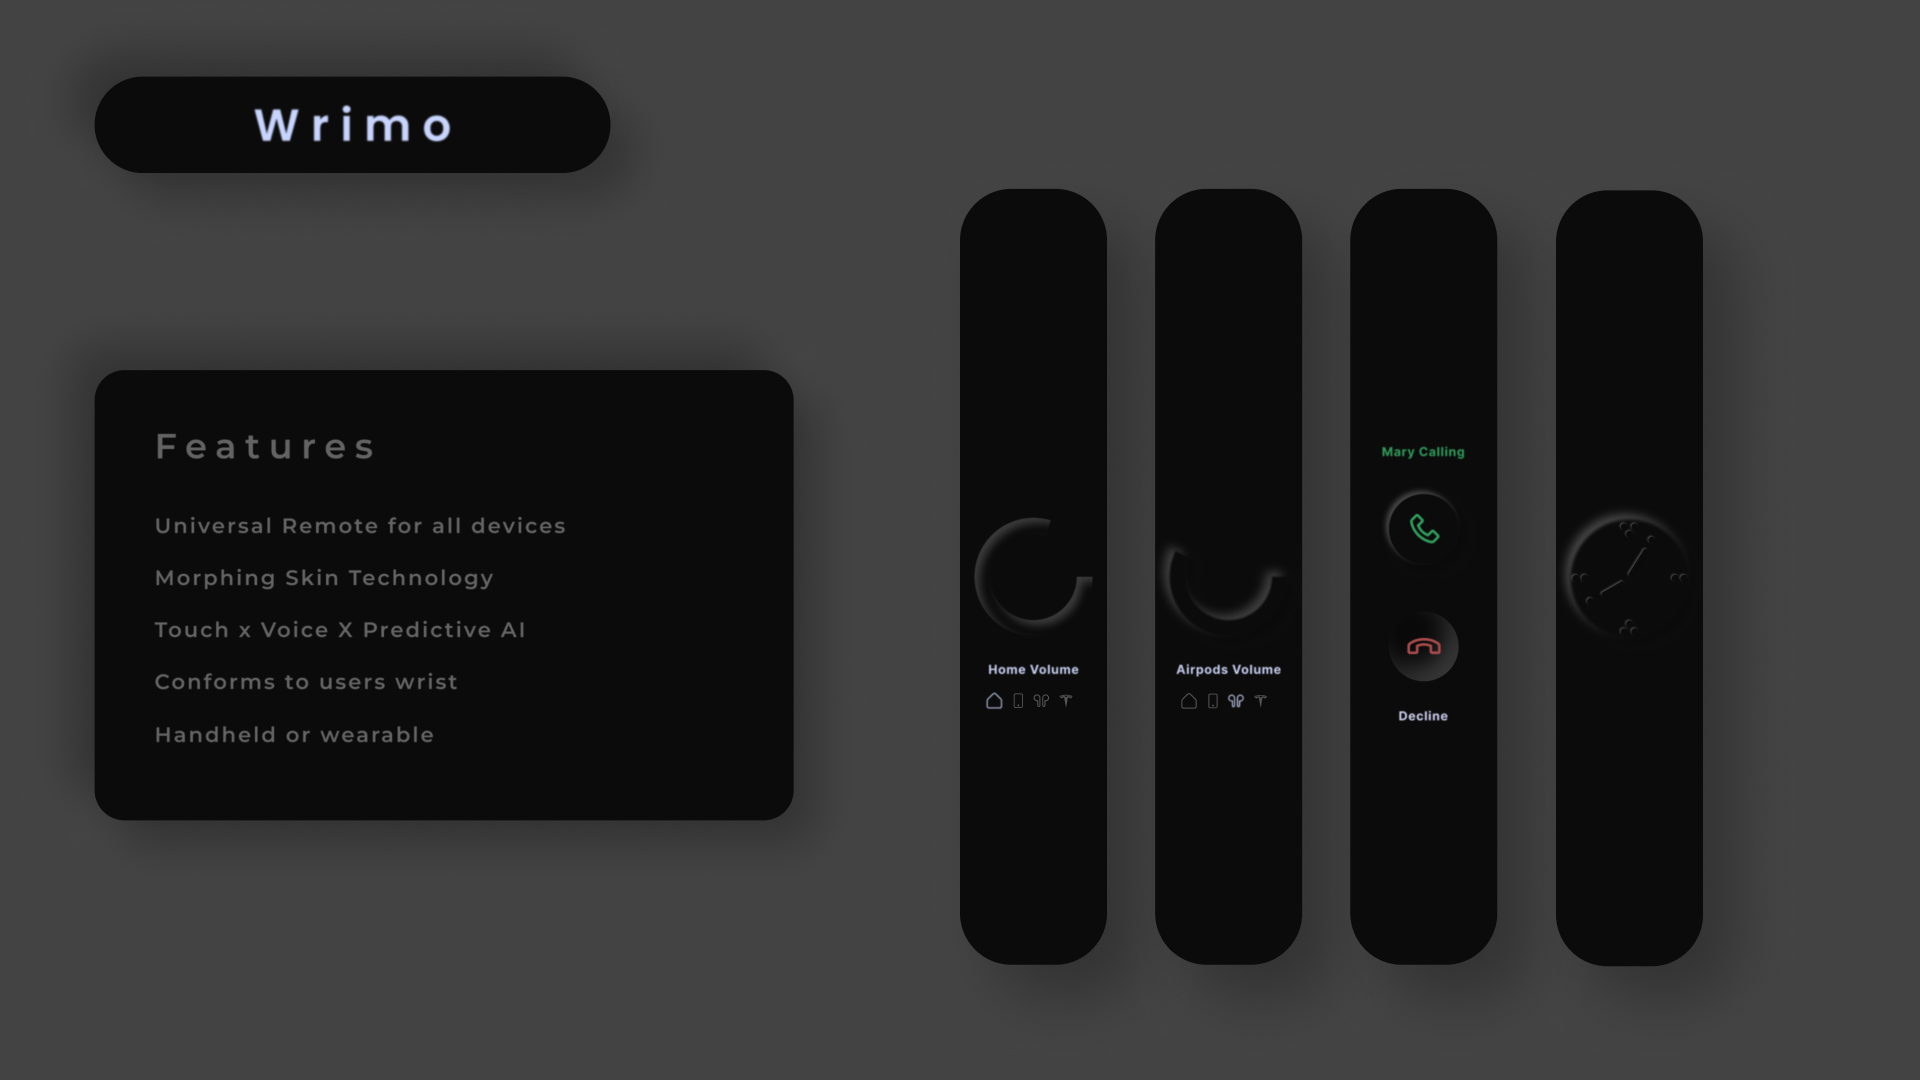 Wrimo
Features
Universal Remote for all devices
Morphing Skin Technology
Touch x Voice X Predictive AI
Conforms to users wrist
Handheld or wearable
Home Volume
Airpods Volume
Mary Calling
Decline